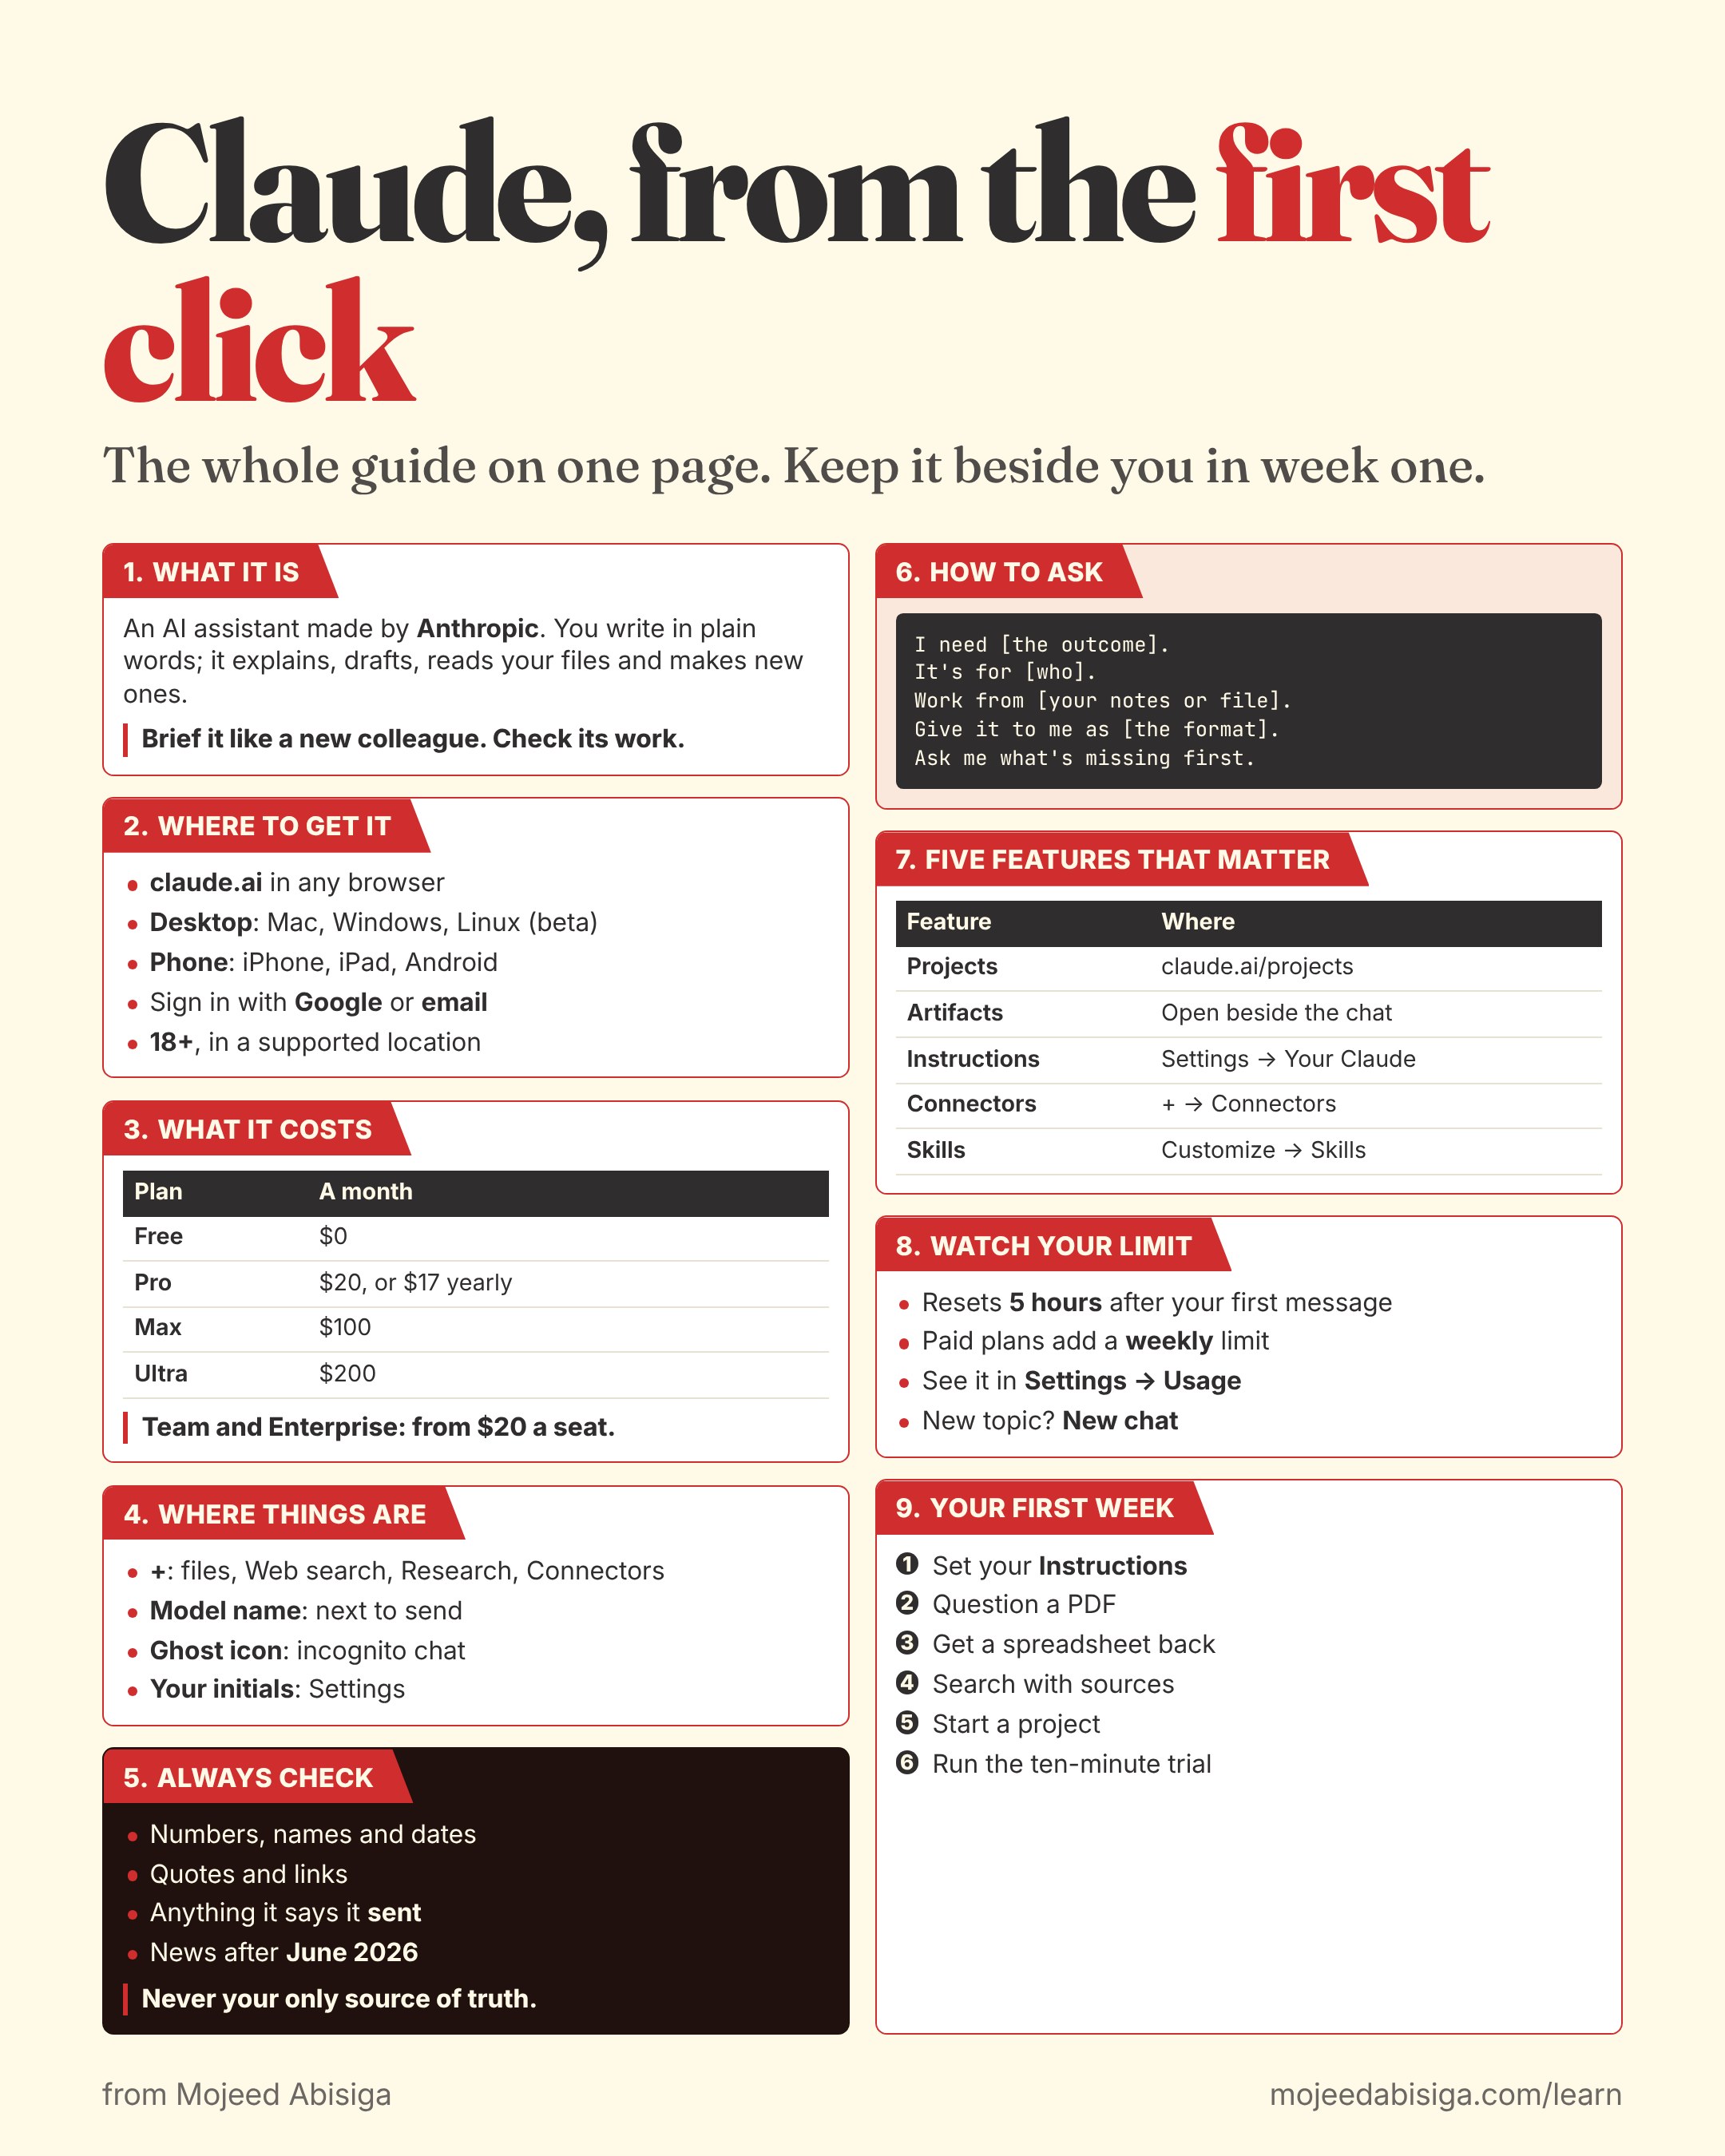 Claude, from the first
click
The whole guide on one page. Keep it beside you in week one.
1. WHAT IT IS
An AI assistant made by Anthropic. You write in plain
words; it explains, drafts, reads your files and makes new
ones.
Brief it like a new colleague. Check its work.
2. WHERE TO GET IT
• claude.ai in any browser
• Desktop: Mac, Windows, Linux (beta)
• Phone: iPhone, iPad, Android
• Sign in with Google or email
• 18+, in a supported location
3. WHAT IT COSTS
Plan A month
Free $0
Pro $20, or $17 yearly
Max $100
Ultra $200
Team and Enterprise: from $20 a seat.
4. WHERE THINGS ARE
• +: files, Web search, Research, Connectors
• Model name: next to send
• Ghost icon: incognito chat
• Your initials: Settings
5. ALWAYS CHECK
• Numbers, names and dates
• Quotes and links
• Anything it says it sent
• News after June 2026
Never your only source of truth.
6. HOW TO ASK
I need [the outcome].
It's for [who].
Work from [your notes or file].
Give it to me as [the format].
Ask me what's missing first.
7. FIVE FEATURES THAT MATTER
Feature Where
Projects claude.ai/projects
Artifacts Open beside the chat
Instructions Settings → Your Claude
Connectors + → Connectors
Skills Customize → Skills
8. WATCH YOUR LIMIT
• Resets 5 hours after your first message
• Paid plans add a weekly limit
• See it in Settings → Usage
• New topic? New chat
9. YOUR FIRST WEEK
❶ Set your Instructions
❷ Question a PDF
❸ Get a spreadsheet back
❹ Search with sources
❺ Start a project
❻ Run the ten-minute trial
from Mojeed Abisiga
mojeedabisiga.com/learn